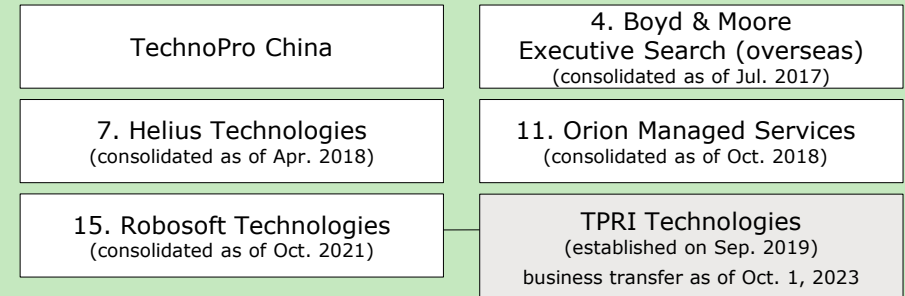 TechnoPro China
4. Boyd & Moore
Executive Search (overseas)
(consolidated as of Jul. 2017)
7. Helius Technologies
(consolidated as of Apr. 2018)
11. Orion Managed Services
(consolidated as of Oct. 2018)
15. Robosoft Technologies
(consolidated as of Oct. 2021)
TPRI Technologies
(established on Sep. 2019)
business transfer as of Oct. 1, 2023